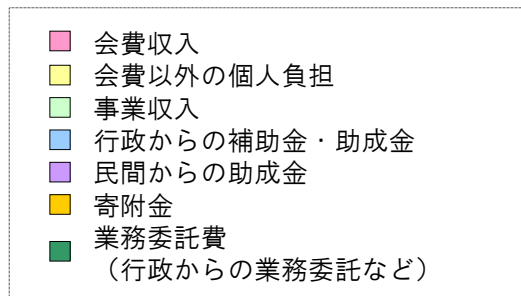 会費収入
会費以外の個人負担
事業収入
行政からの補助金・助成金
民間からの助成金
寄附金
業務委託費
（行政からの業務委託など）